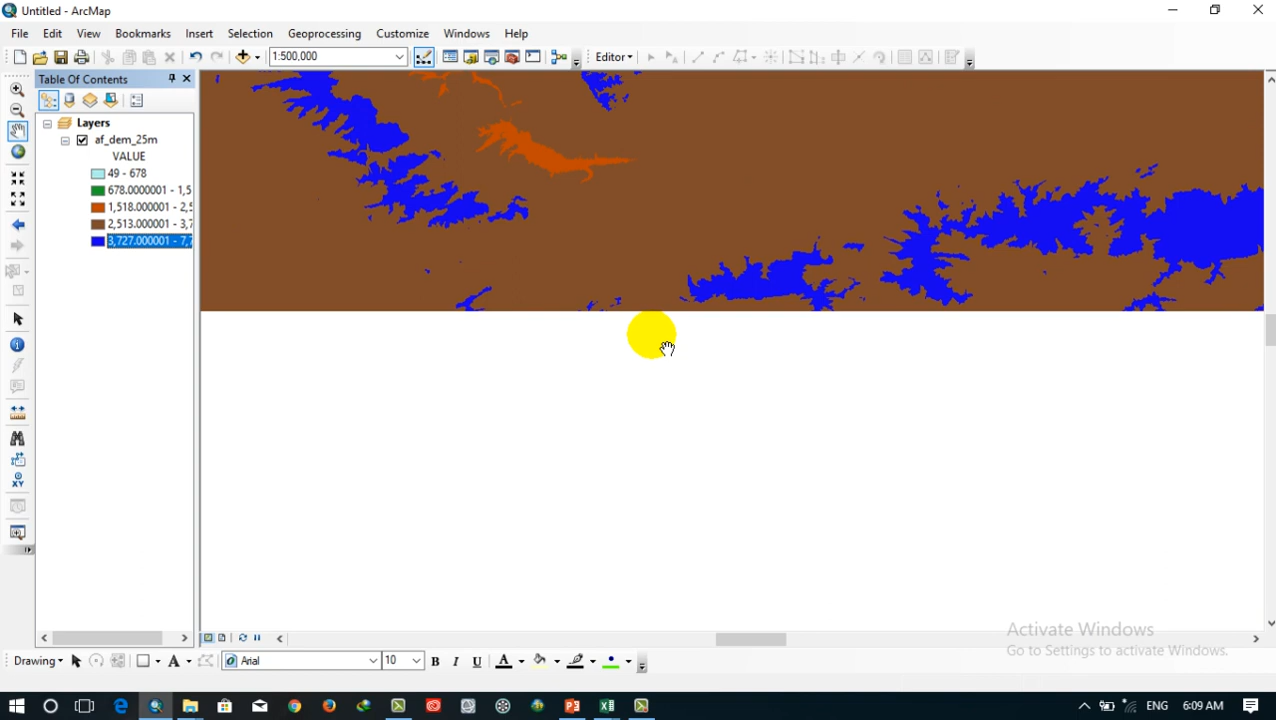 Untitled - ArcMap
File Edit View Bookmarks Insert Selection Geoprocessing Customize Windows Help
1:500,000
Editor
Table Of Contents
Layers
af_dem_25m
VALUE
49 - 678
678.0000001 - 1,5
1,518.000001 - 2,5
2,513.000001 - 3,7
3,727.000001 - 7,7
XY
Activate Windows
Go to Settings to activate Windows.
Drawing A Arial 10 B I U A
ENG 6:09 AM